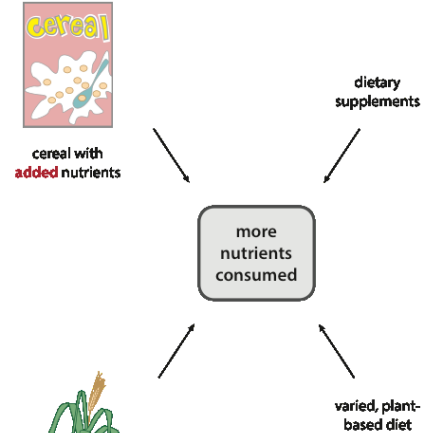 cereal
cereal with
added nutrients
dietary
supplements
more
nutrients
consumed
varied, plant-
based diet